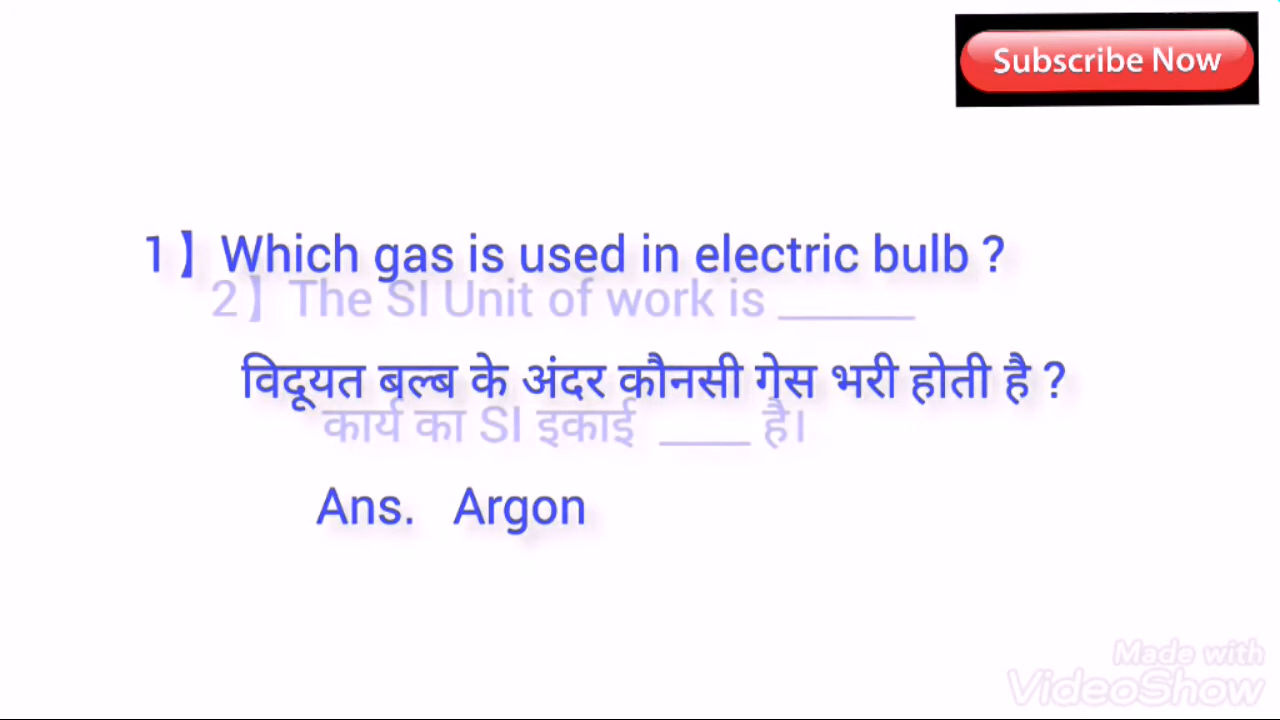 Subscribe Now
1】Which gas is used in electric bulb ?
2】The SI Unit of work is ______
विदूयत बल्ब के अंदर कौनसी गेस भरी होती है ?
कार्य का SI इकाई ____ है।
Ans. Argon
Made with
VideoShow